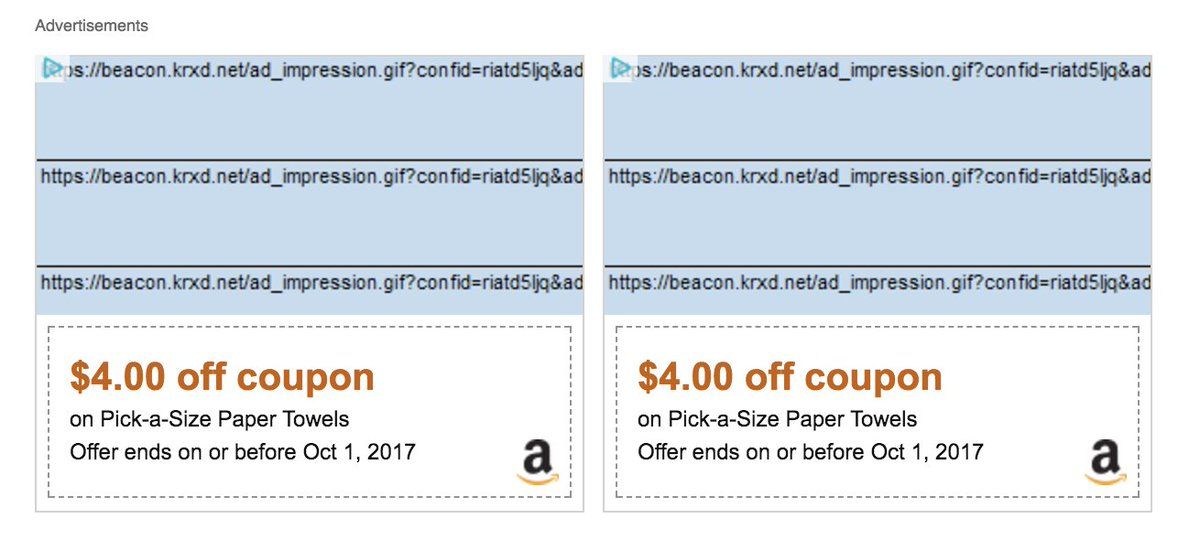 Advertisements
ps://beacon.krxd.net/ad_impression.gif?confid=riatd5ljq&ad
https://beacon.krxd.net/ad_impression.gif?confid=riatd5ljq&ad
https://beacon.krxd.net/ad_impression.gif?confid=riatd5ljq&ad
$4.00 off coupon
on Pick-a-Size Paper Towels
Offer ends on or before Oct 1, 2017
a
ps://beacon.krxd.net/ad_impression.gif?confid=riatd5ljq&ad
https://beacon.krxd.net/ad_impression.gif?confid=riatd5ljq&ad
https://beacon.krxd.net/ad_impression.gif?confid=riatd5ljq&ad
$4.00 off coupon
on Pick-a-Size Paper Towels
Offer ends on or before Oct 1, 2017
a